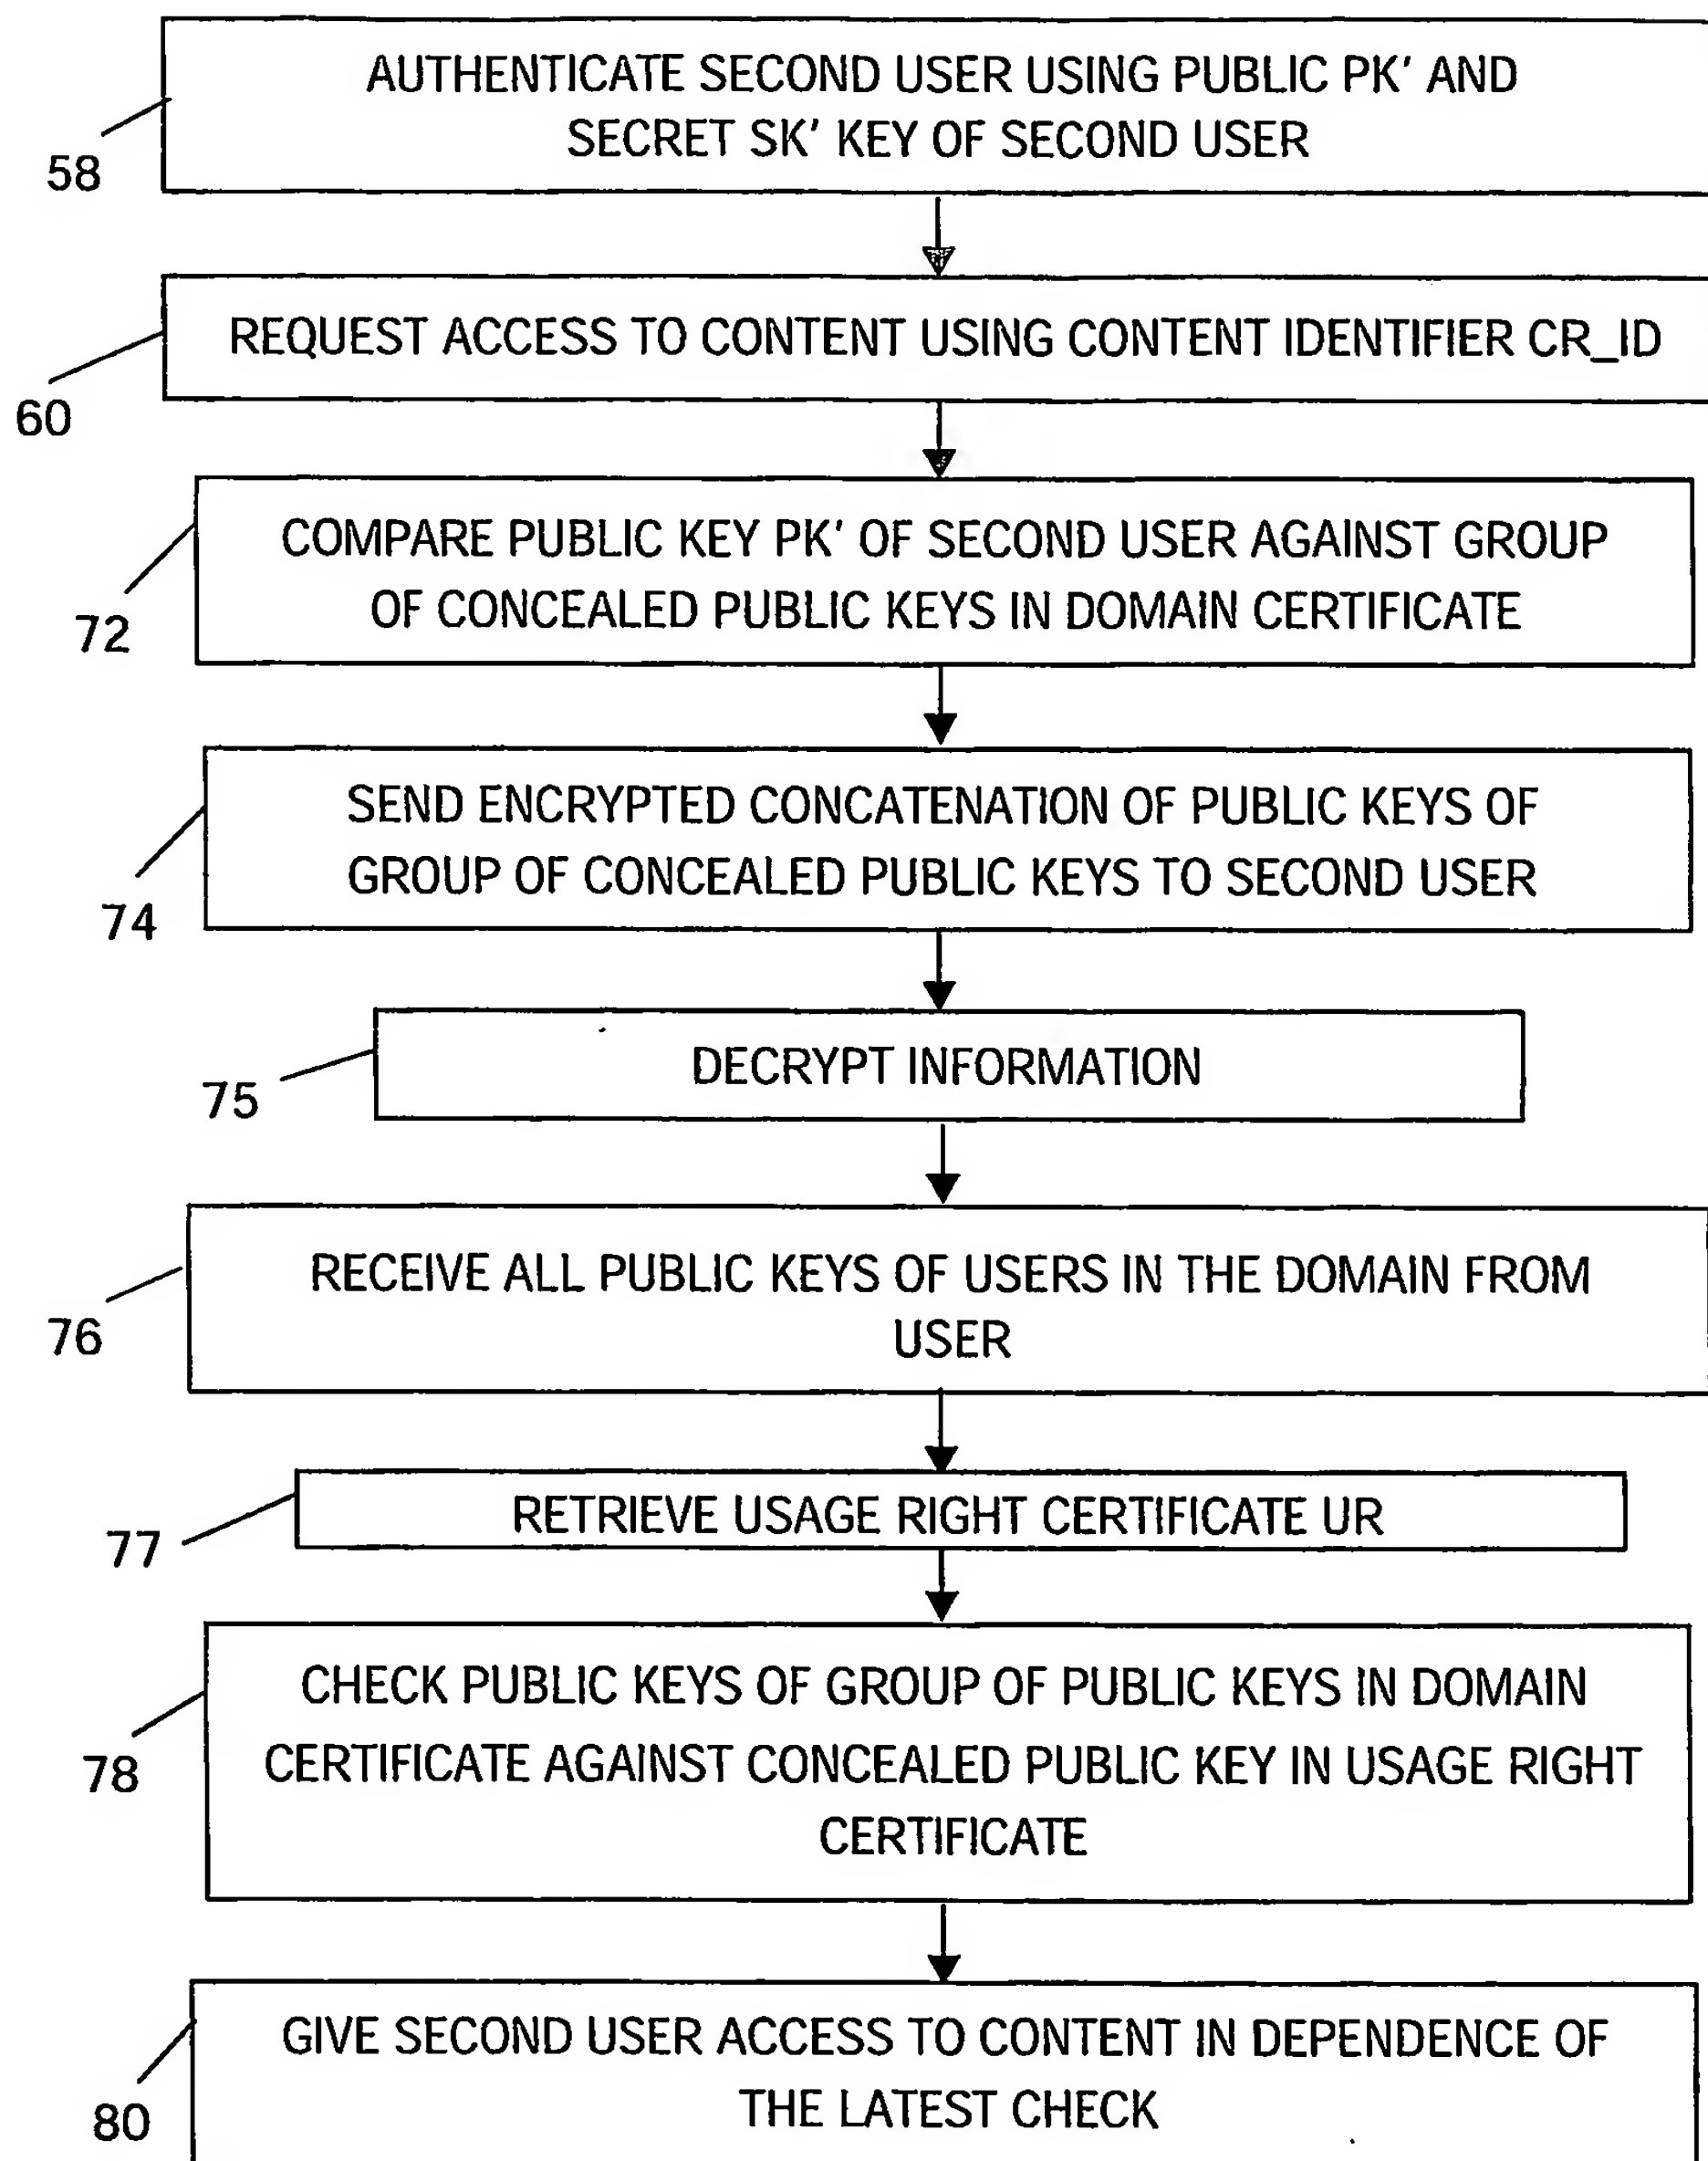 AUTHENTICATE SECOND USER USING PUBLIC PK' AND
SECRET SK' KEY OF SECOND USER
58
REQUEST ACCESS TO CONTENT USING CONTENT IDENTIFIER CR_ID
60
COMPARE PUBLIC KEY PK' OF SECOND USER AGAINST GROUP
OF CONCEALED PUBLIC KEYS IN DOMAIN CERTIFICATE
72
SEND ENCRYPTED CONCATENATION OF PUBLIC KEYS OF
GROUP OF CONCEALED PUBLIC KEYS TO SECOND USER
74
DECRYPT INFORMATION
75
RECEIVE ALL PUBLIC KEYS OF USERS IN THE DOMAIN FROM
USER
76
RETRIEVE USAGE RIGHT CERTIFICATE UR
77
CHECK PUBLIC KEYS OF GROUP OF PUBLIC KEYS IN DOMAIN
CERTIFICATE AGAINST CONCEALED PUBLIC KEY IN USAGE RIGHT
CERTIFICATE
78
GIVE SECOND USER ACCESS TO CONTENT IN DEPENDENCE OF
THE LATEST CHECK
80